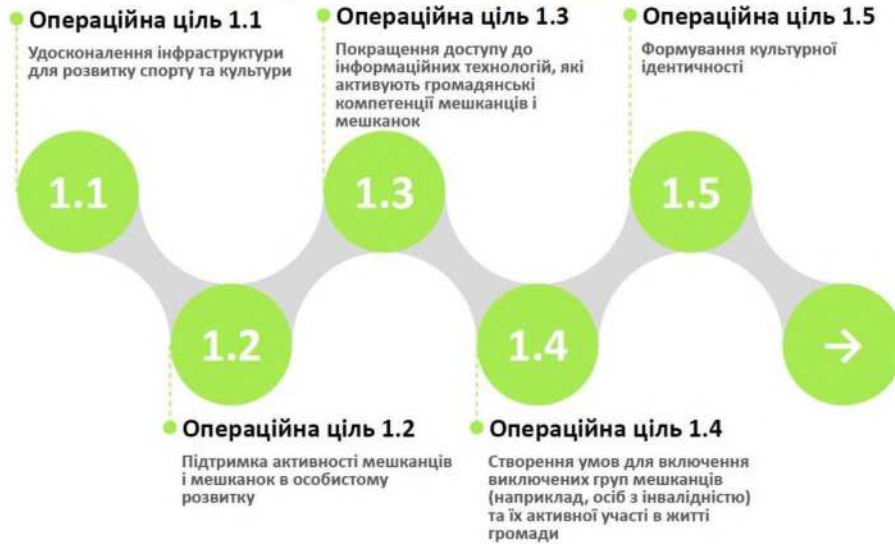 Операційна ціль 1.1
Удосконалення інфраструктури
для розвитку спорту та культури
Операційна ціль 1.3
Покращення доступу до
інформаційних технологій, які
активують громадянські
компетенції мешканців і
мешканок
Операційна ціль 1.5
Формування культурної
ідентичності
1.1
1.3
1.5
1.2
1.4
→
Операційна ціль 1.2
Підтримка активності мешканців
і мешканок в особистому
розвитку
Операційна ціль 1.4
Створення умов для включення
виключених груп мешканців
(наприклад, осіб з інвалідністю)
та їх активної участі в житті
громади